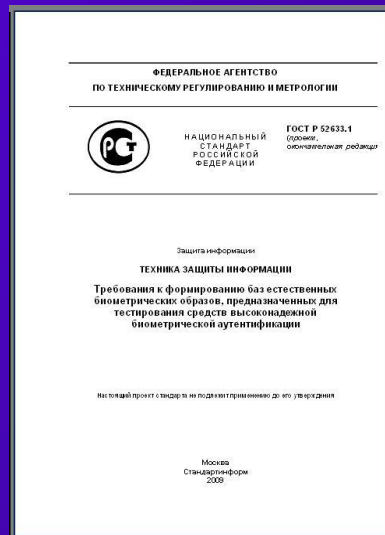 ФЕДЕРАЛЬНОЕ АГЕНТСТВО
ПО ТЕХНИЧЕСКОМУ РЕГУЛИРОВАНИЮ И МЕТРОЛОГИИ
РСТ
НАЦИОНАЛЬНЫЙ
СТАНДАРТ
РОССИЙСКОЙ
ФЕДЕРАЦИИ
ГОСТ Р 52633.1
(проект,
окончательная редакция
Защита информации
ТЕХНИКА ЗАЩИТЫ ИНФОРМАЦИИ
Требования к формированию баз естественных
биометрических образов, предназначенных для
тестирования средств высоконадежной
биометрической аутентификации
Настоящий проект стандарта не подлежит применению до его утверждения
Москва
Стандартинформ
2009